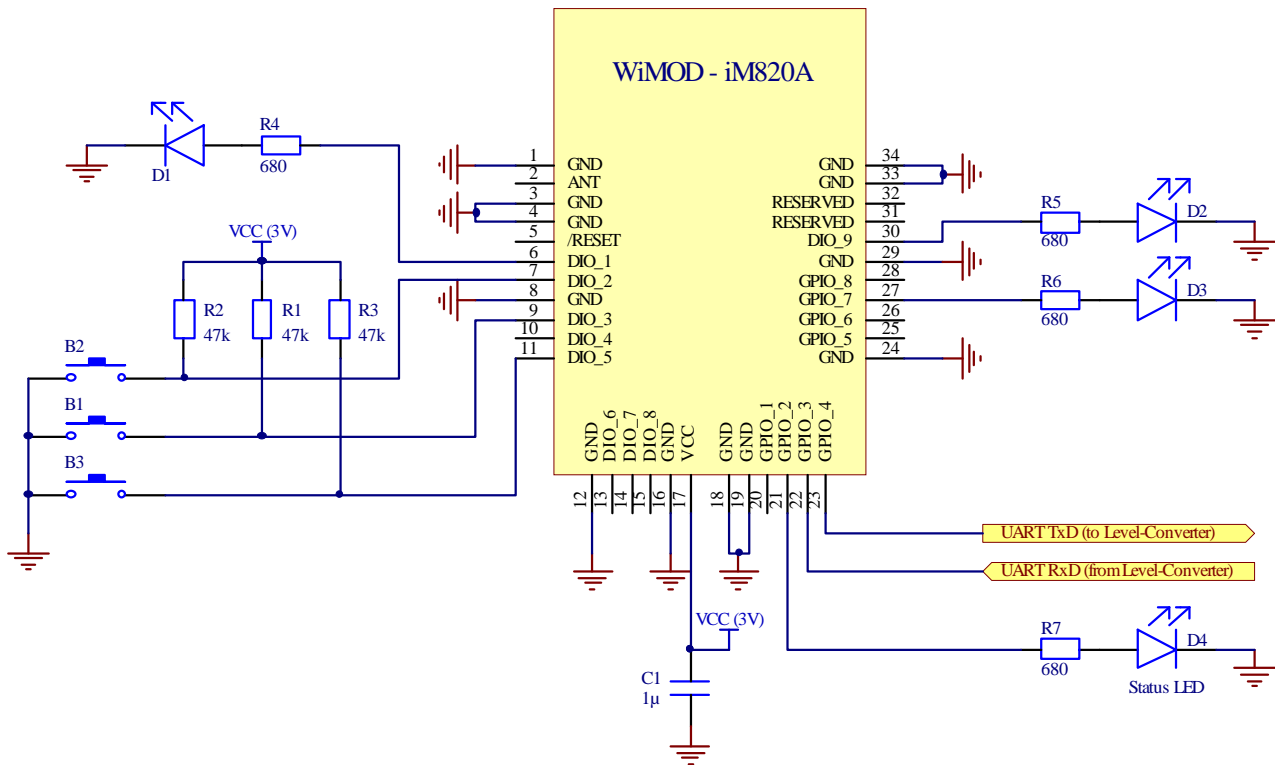 WiMOD - iM820A
R4
680
D1
1 GND
2 ANT
3 GND
4 GND
5 /RESET
6 DIO_1
7 DIO_2
8 GND
9 DIO_3
10 DIO_4
11 DIO_5
GND 34
GND 33
RESERVED 32
RESERVED 31
DIO_9 30
GND 29
GPIO_8 28
GPIO_7 27
GPIO_6 26
GPIO_5 25
GND 24
R5
680
D2
R6
680
D3
VCC (3V)
R2
47k
R1
47k
R3
47k
B2
B1
B3
GND 12
DIO_6 13
DIO_7 14
DIO_8 15
GND 16
VCC 17
GND 18
GND 19
GPIO_1 20
GPIO_2 21
GPIO_3 22
GPIO_4 23
UART TxD (to Level-Converter)
UART RxD (from Level-Converter)
VCC (3V)
C1
1µ
R7
680
D4
Status LED